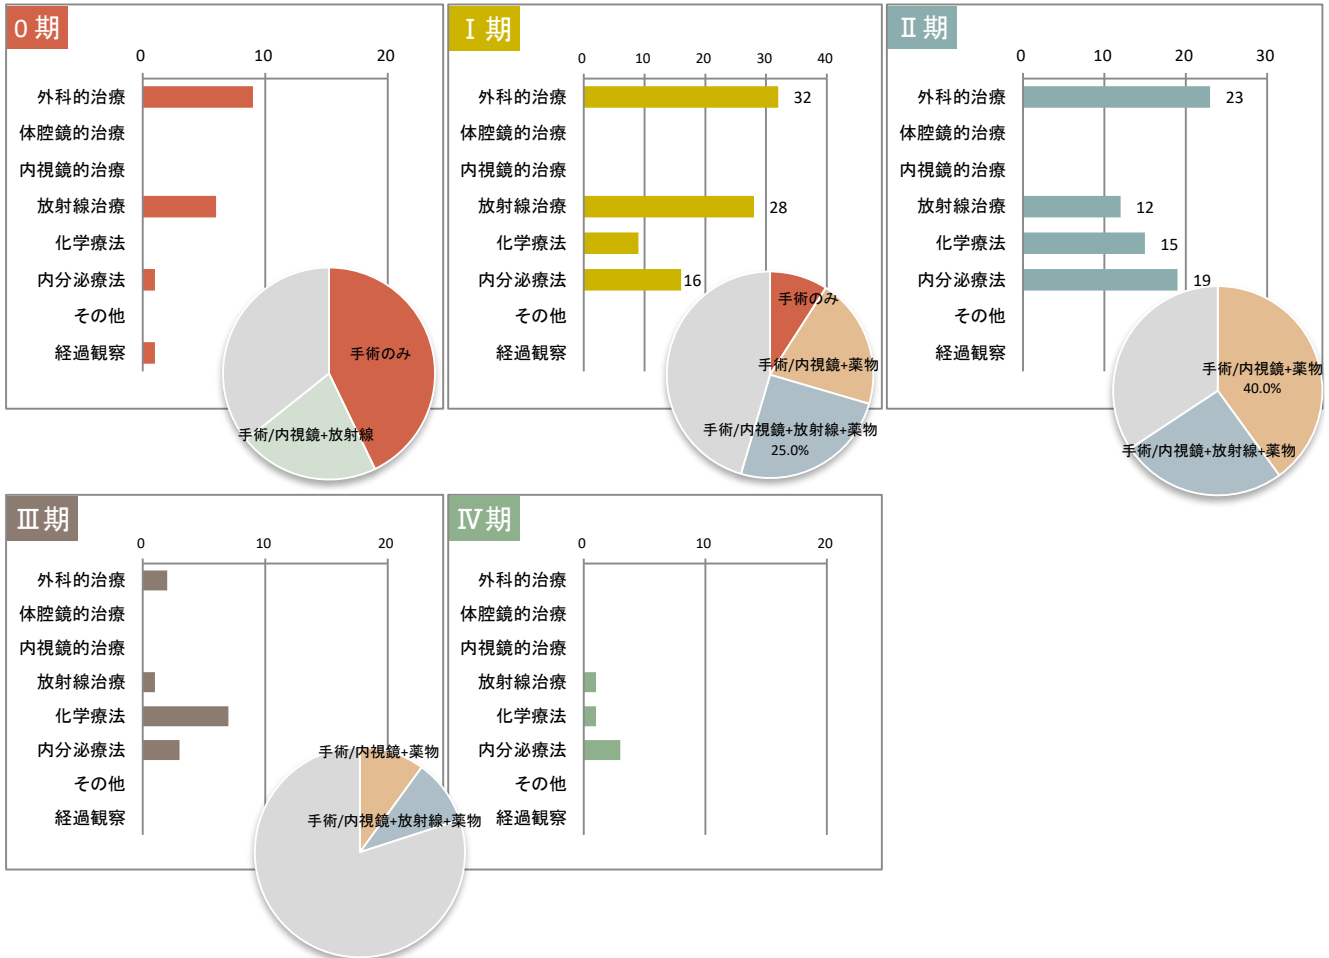 0期
0 10 20
外科的治療
体腔鏡的治療
内視鏡的治療
放射線治療
化学療法
内分泌療法
その他
経過観察
手術のみ
手術/内視鏡+放射線
Ⅰ期
0 10 20 30 40
外科的治療 32
体腔鏡的治療
内視鏡的治療
放射線治療 28
化学療法
内分泌療法 16
その他
経過観察
手術のみ
手術/内視鏡+薬物
手術/内視鏡+放射線+薬物
25.0%
Ⅱ期
0 10 20 30
外科的治療 23
体腔鏡的治療
内視鏡的治療
放射線治療 12
化学療法 15
内分泌療法 19
その他
経過観察
手術/内視鏡+薬物
40.0%
手術/内視鏡+放射線+薬物
Ⅲ期
0 10 20
外科的治療
体腔鏡的治療
内視鏡的治療
放射線治療
化学療法
内分泌療法
その他
経過観察
手術/内視鏡+薬物
手術/内視鏡+放射線+薬物
Ⅳ期
0 10 20
外科的治療
体腔鏡的治療
内視鏡的治療
放射線治療
化学療法
内分泌療法
その他
経過観察